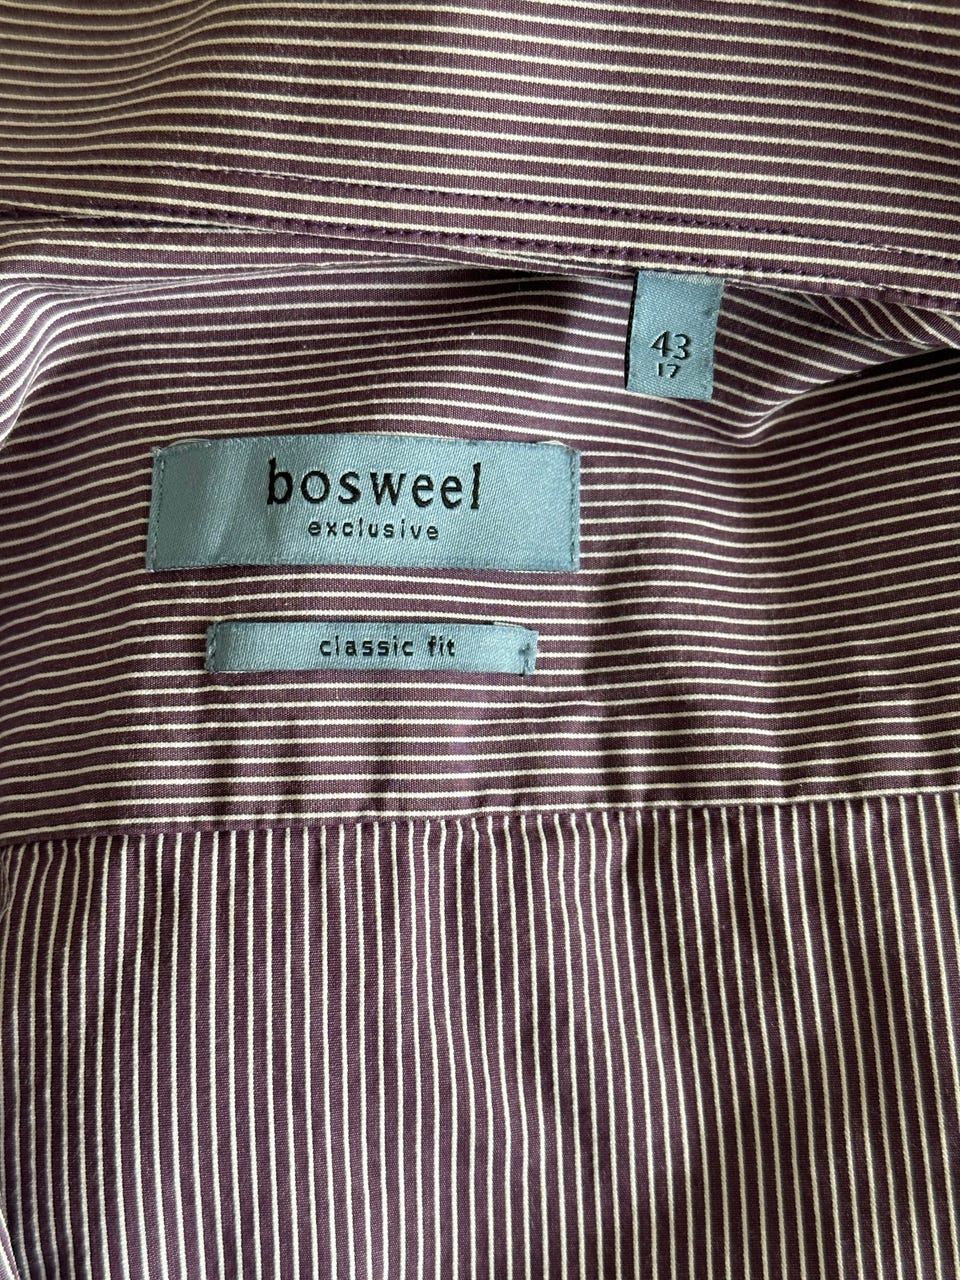 43
17
bosweel
exclusive
classic fit